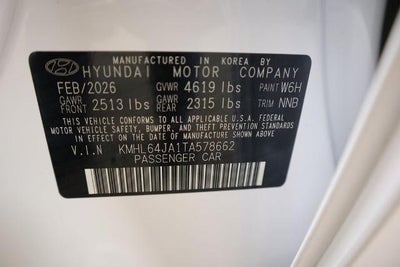 MANUFACTURED IN KOREA BY
HYUNDAI MOTOR COMPANY
FEB/2026 GVWR 4619 lbs PAINT W6H
GAWR FRONT 2513 lbs GAWR REAR 2315 lbs TRIM NNB
THIS VEHICLE CONFORMS TO ALL APPLICABLE U.S.A. FEDERAL
MOTOR VEHICLE SAFETY, BUMPER, AND THEFT PREVENTION STANDARDS
IN EFFECT ON THE DATE OF MANUFACTURE SHOWN ABOVE.
V.I.N KMHL64JA1TA578662
PASSENGER CAR